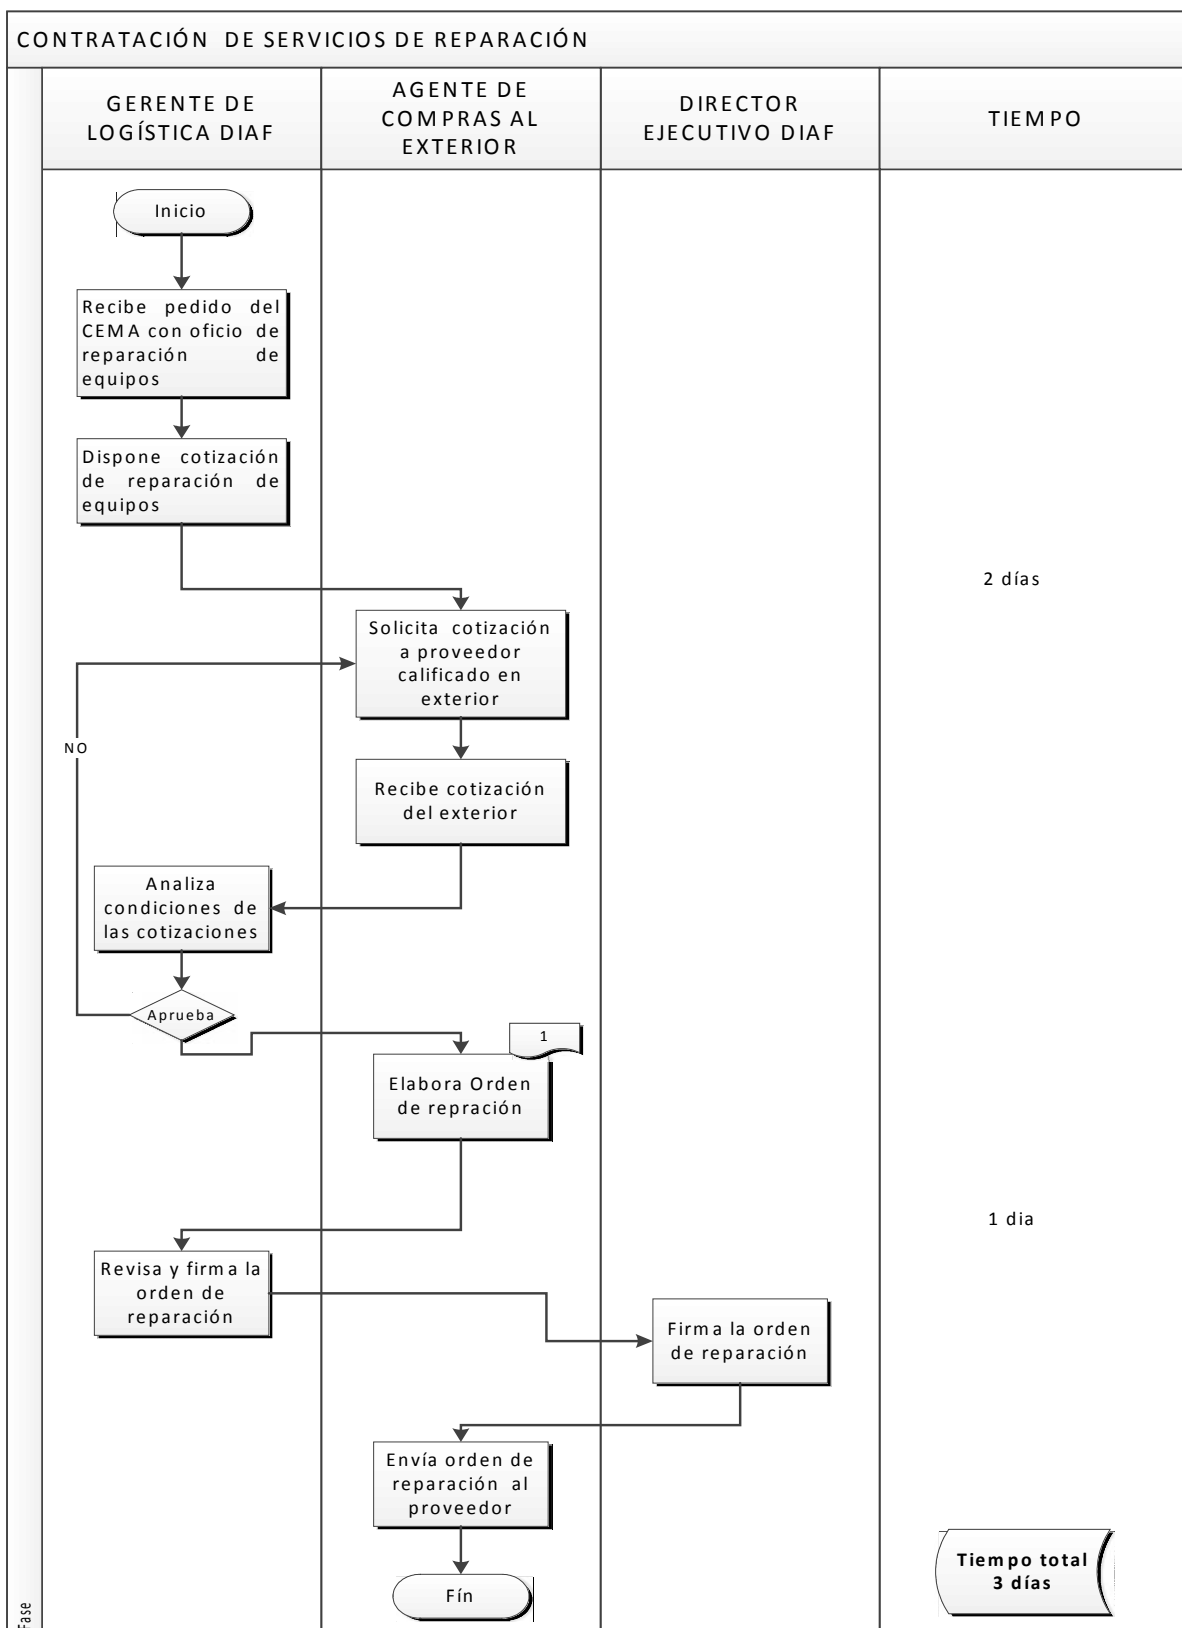 CONTRATACIÓN DE SERVICIOS DE REPARACIÓN
GERENTE DE
LOGÍSTICA DIAF
AGENTE DE
COMPRAS AL
EXTERIOR
DIRECTOR
EJECUTIVO DIAF
TIEMPO
Inicio
Recibe pedido del
CEMA con oficio de
reparación de
equipos
Dispone cotización
de reparación de
equipos
2 días
Solicita cotización
a proveedor
calificado en
exterior
NO
Recibe cotización
del exterior
Analiza
condiciones de
las cotizaciones
Aprueba
1
Elabora Orden
de repración
1 dia
Revisa y firma la
orden de
reparación
Firma la orden
de reparación
Envía orden de
reparación al
proveedor
Tiempo total
3 días
Fín
Fase